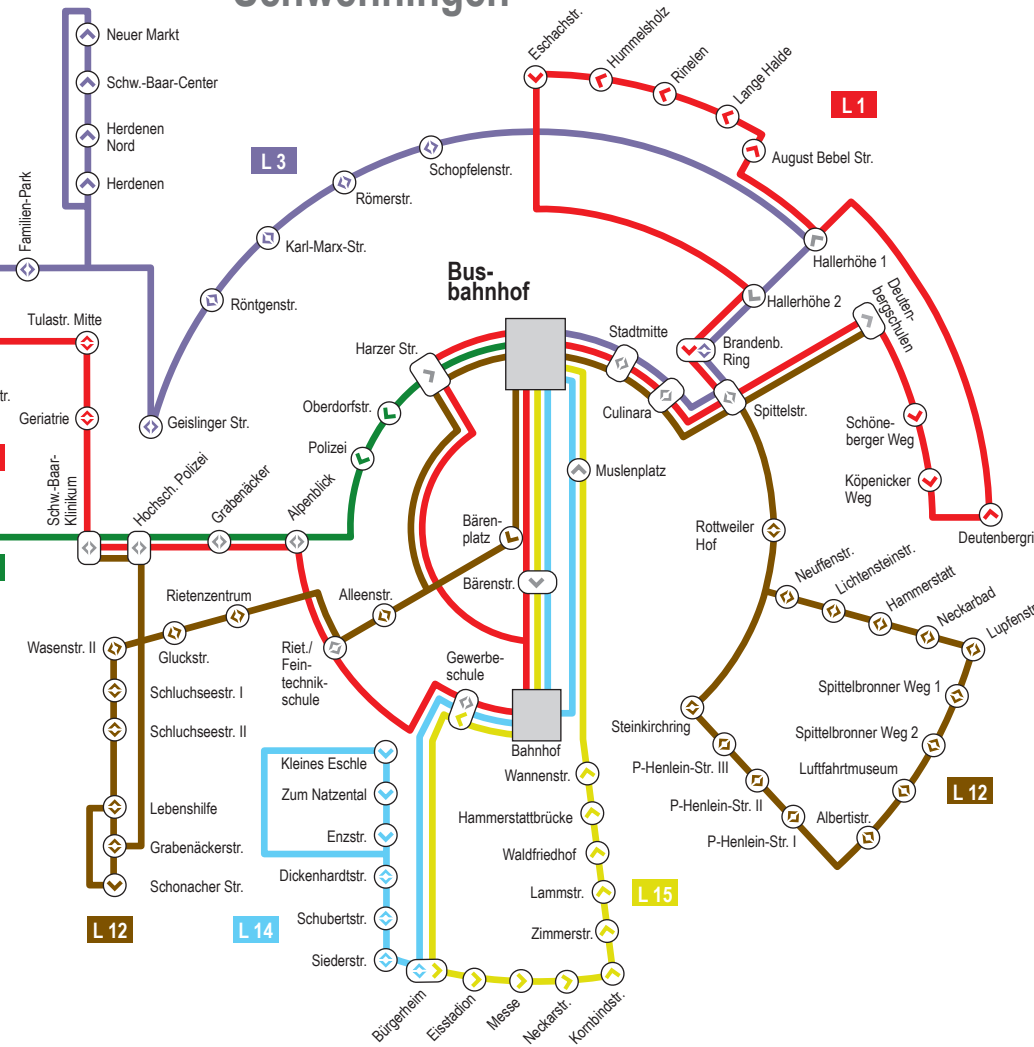 Schwenningen
Neuer Markt
Schw.-Baar-Center
Herdenen
Nord
Herdenen
Familien-Park
L 3
Schopfelenstr.
Römerstr.
Karl-Marx-Str.
Röntgenstr.
Geislinger Str.
Eschachstr.
Hummelsholz
Rinelen
Lange Halde
August Bebel Str.
L 1
Hallerhöhe 1
Hallerhöhe 2
Deuten-
bergschulen
Brandenb.
Ring
Spittelstr.
Stadtmitte
Culinara
Bus-
bahnhof
Harzer Str.
Oberdorfstr.
Polizei
Tulastr. Mitte
tr.
Geriatrie
Schw.-Baar-
Klinikum
Hochsch. Polizei
Grabenäcker
Alpenblick
Muslenplatz
Bären-
platz
Bärenstr.
Schöne-
berger Weg
Köpenicker
Weg
Deutenbergri
Rottweiler
Hof
Neuffenstr.
Lichtensteinstr.
Hammerstatt
Neckarbad
Lupfenstr
Rietenzentrum
Alleenstr.
Wasenstr. II
Gluckstr.
Riet./
Fein-
technik-
schule
Gewerbe-
schule
Schluchseestr. I
Schluchseestr. II
Lebenshilfe
Grabenäckerstr.
Schonacher Str.
L 12
Bahnhof
Kleines Eschle
Zum Natzental
Enzstr.
Dickenhardtstr.
Schubertstr.
Siederstr.
L 14
Wannenstr.
Hammerstattbrücke
Waldfriedhof
Lammstr.
Zimmerstr.
L 15
Bürgerheim
Eisstadion
Messe
Neckarstr.
Kornbindstr.
Steinkirchring
P-Henlein-Str. III
P-Henlein-Str. II
P-Henlein-Str. I
Spittelbronner Weg 1
Spittelbronner Weg 2
Luftfahrtmuseum
Albertistr.
L 12